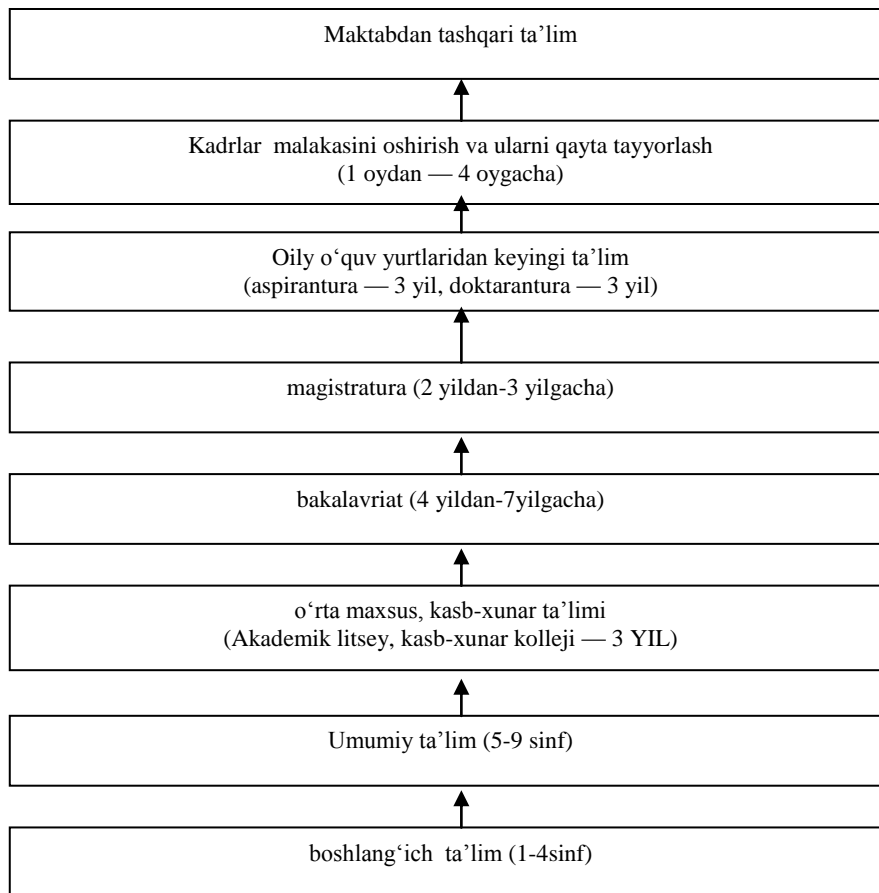 Maktabdan tashqari ta’lim
Kadrlar malakasini oshirish va ularni qayta tayyorlash
(1 oydan — 4 oygacha)
Oily o‘quv yurtlaridan keyingi ta’lim
(aspirantura — 3 yil, doktarantura — 3 yil)
magistratura (2 yildan-3 yilgacha)
bakalavriat (4 yildan-7yilgacha)
o‘rta maxsus, kasb-xunar ta’limi
(Akademik litsey, kasb-xunar kolleji — 3 YIL)
Umumiy ta’lim (5-9 sinf)
boshlang‘ich ta’lim (1-4sinf)